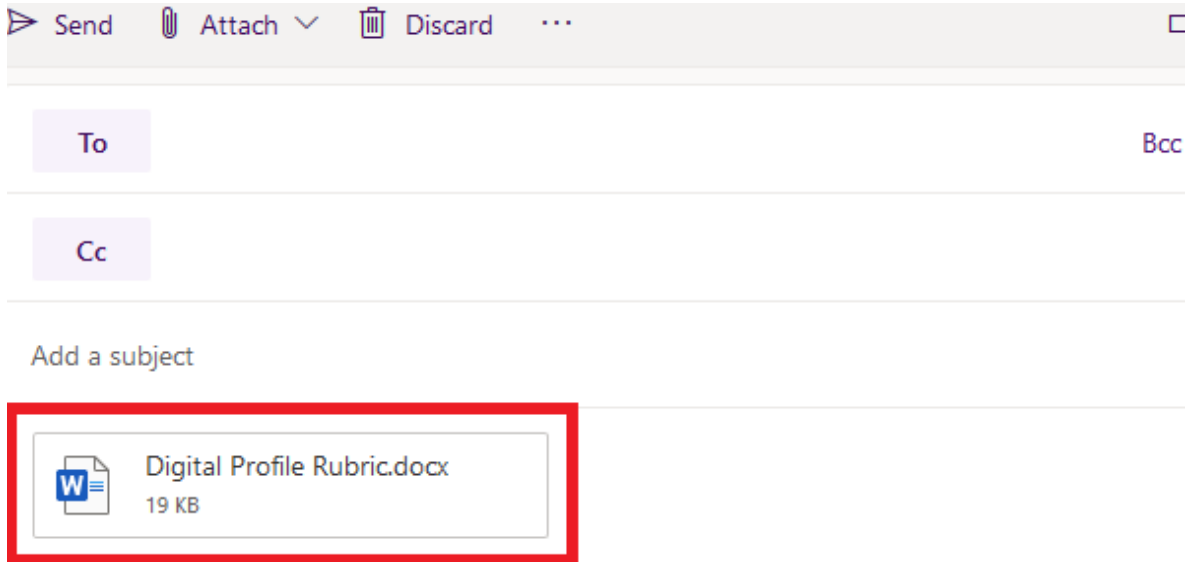 Send Attach Discard ...
To Bcc
Cc
Add a subject
W Digital Profile Rubric.docx
19 KB